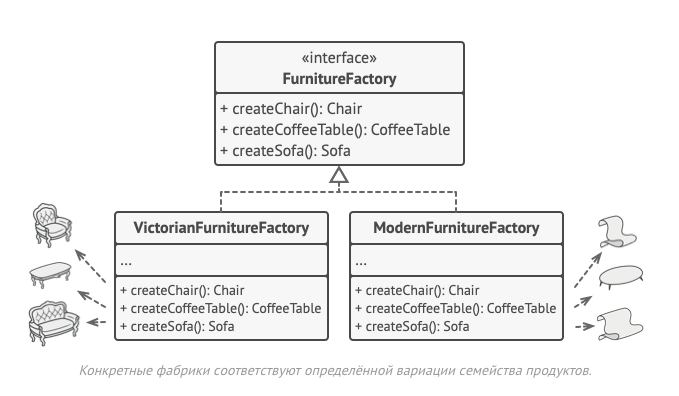 «interface»
FurnitureFactory
+ createChair(): Chair
+ createCoffeeTable(): CoffeeTable
+ createSofa(): Sofa
VictorianFurnitureFactory
...
+ createChair(): Chair
+ createCoffeeTable(): CoffeeTable
+ createSofa(): Sofa
ModernFurnitureFactory
...
+ createChair(): Chair
+ createCoffeeTable(): CoffeeTable
+ createSofa(): Sofa
Конкретные фабрики соответствуют определённой вариации семейства продуктов.